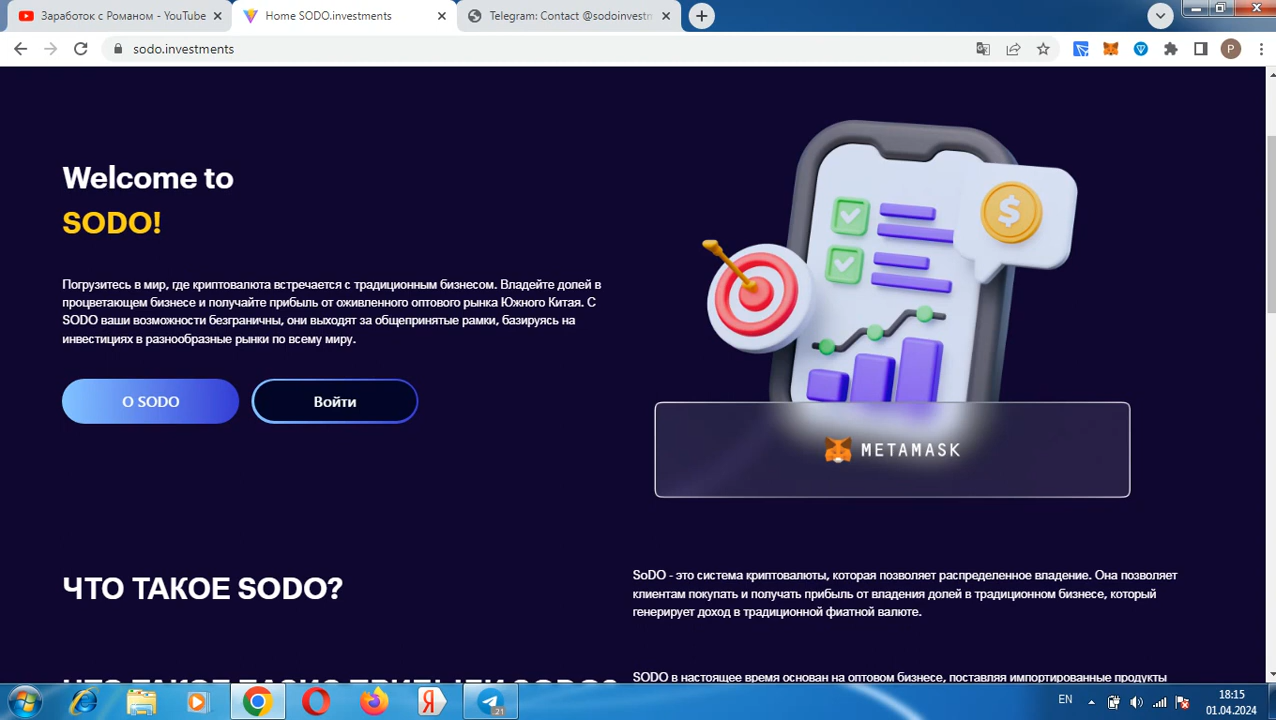 Заработок с Романом - YouTube
Home SODO.investments
Telegram: Contact @sodoinvestm
sodo.investments
P
Welcome to
SODO!
Погрузитесь в мир, где криптовалюта встречается с традиционным бизнесом. Владейте долей в
процветающем бизнесе и получайте прибыль от оживленного оптового рынка Южного Китая. С
SODO ваши возможности безграничны, они выходят за общепринятые рамки, базируясь на
инвестициях в разнообразные рынки по всему миру.
О SODO
Войти
$
METAMASK
ЧТО ТАКОЕ SODO?
SoDO - это система криптовалюты, которая позволяет распределенное владение. Она позволяет
клиентам покупать и получать прибыль от владения долей в традиционном бизнесе, который
генерирует доход в традиционной фиатной валюте.
SODO в настоящее время основан на оптовом бизнесе, поставляя импортированные продукты
Я
21
EN
18:15
01.04.2024